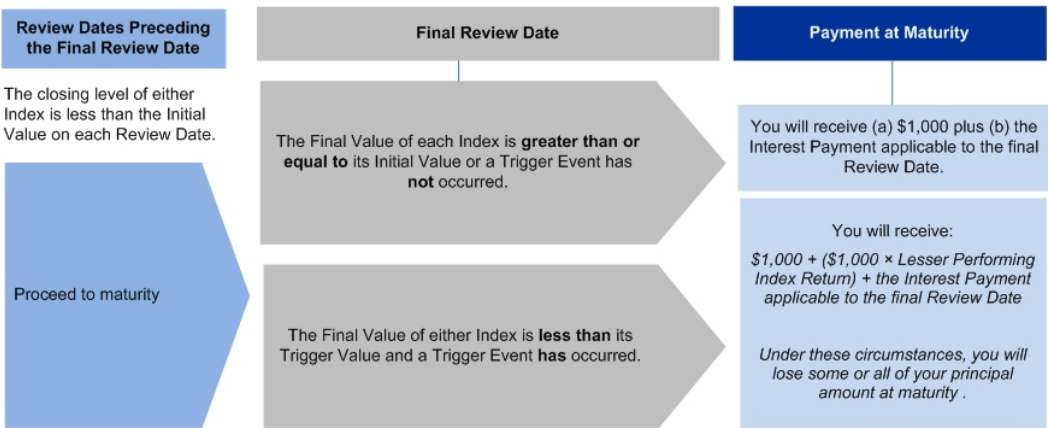 Review Dates Preceding
the Final Review Date
The closing level of either
Index is less than the Initial
Value on each Review Date.
Proceed to maturity
Final Review Date
The Final Value of each Index is greater than or
equal to its Initial Value or a Trigger Event has
not occurred.
The Final Value of either Index is less than its
Trigger Value and a Trigger Event has occurred.
Payment at Maturity
You will receive (a) $1,000 plus (b) the
Interest Payment applicable to the final
Review Date.
You will receive:
$1,000 + ($1,000 × Lesser Performing
Index Return) + the Interest Payment
applicable to the final Review Date
Under these circumstances, you will
lose some or all of your principal
amount at maturity .